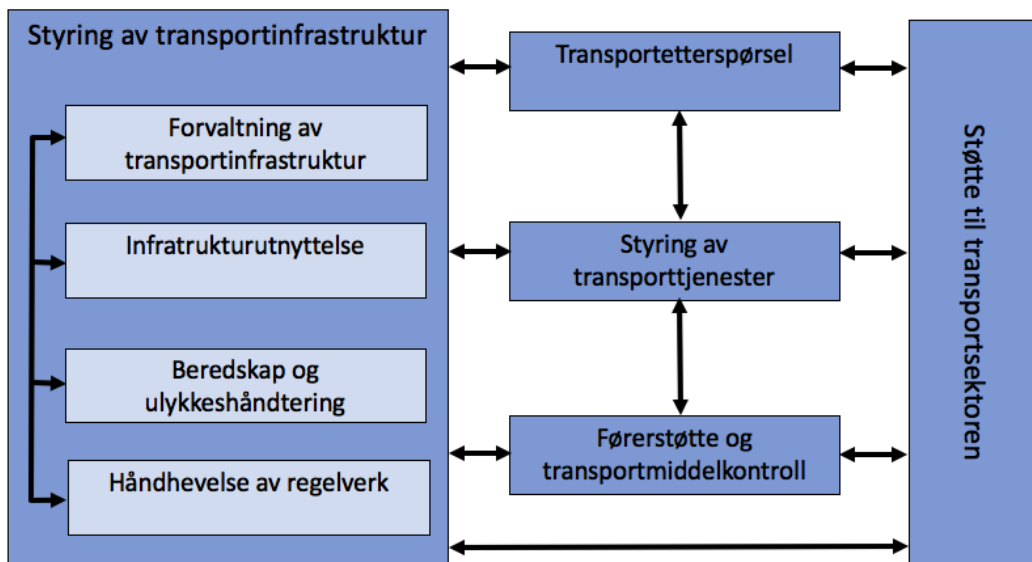 Styring av transportinfrastruktur
Forvaltning av
transportinfrastruktur
Infratrukturutnyttelse
Beredskap og
ulykkeshåndtering
Håndhevelse av regelverk
Transportetterspørsel
Styring av
transporttjenester
Førerstøtte og
transportmiddelkontroll
Støtte til transportsektoren